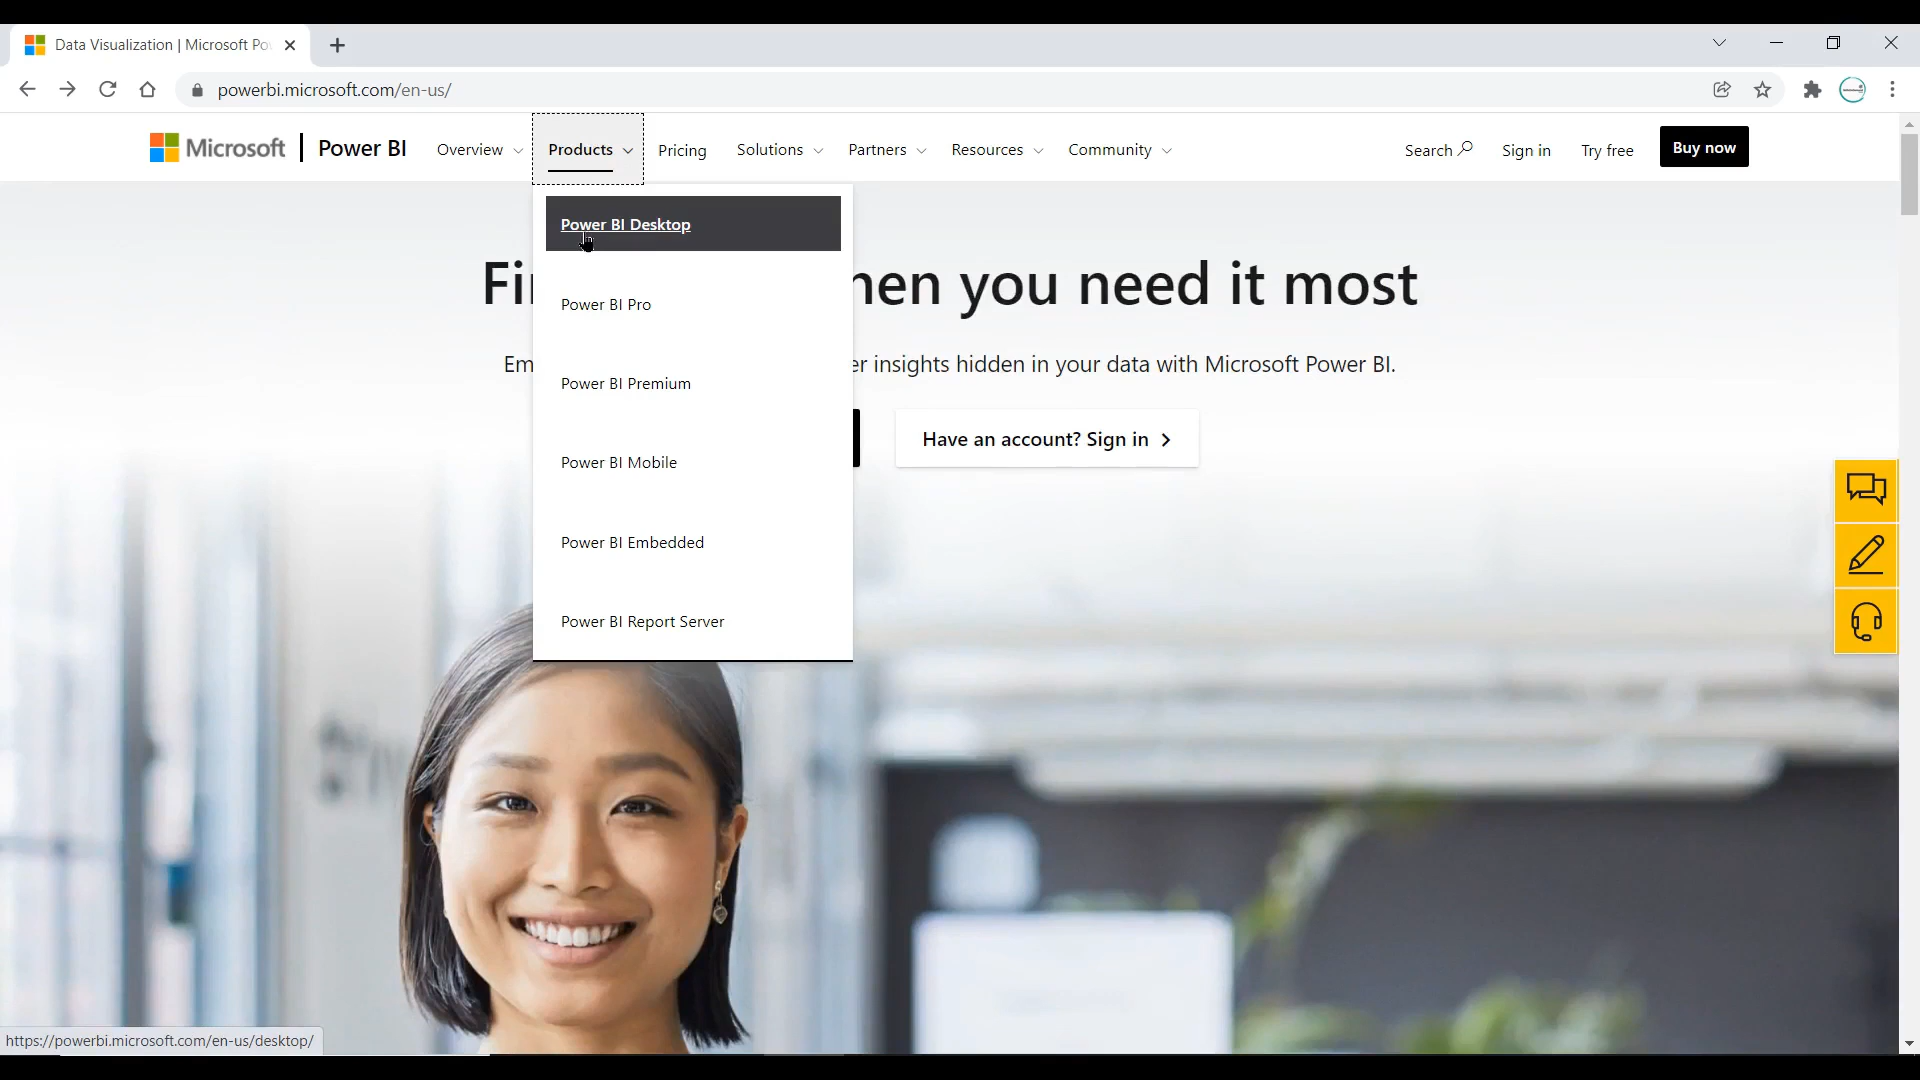 Data Visualization | Microsoft Po
powerbi.microsoft.com/en-us/
Microsoft Power BI Overview Products Pricing Solutions Partners Resources Community Search Sign in Try free Buy now
Power BI Desktop
Fi hen you need it most
Power BI Pro
Em er insights hidden in your data with Microsoft Power BI.
Power BI Premium
Have an account? Sign in
Power BI Mobile
Power BI Embedded
Power BI Report Server
https://powerbi.microsoft.com/en-us/desktop/